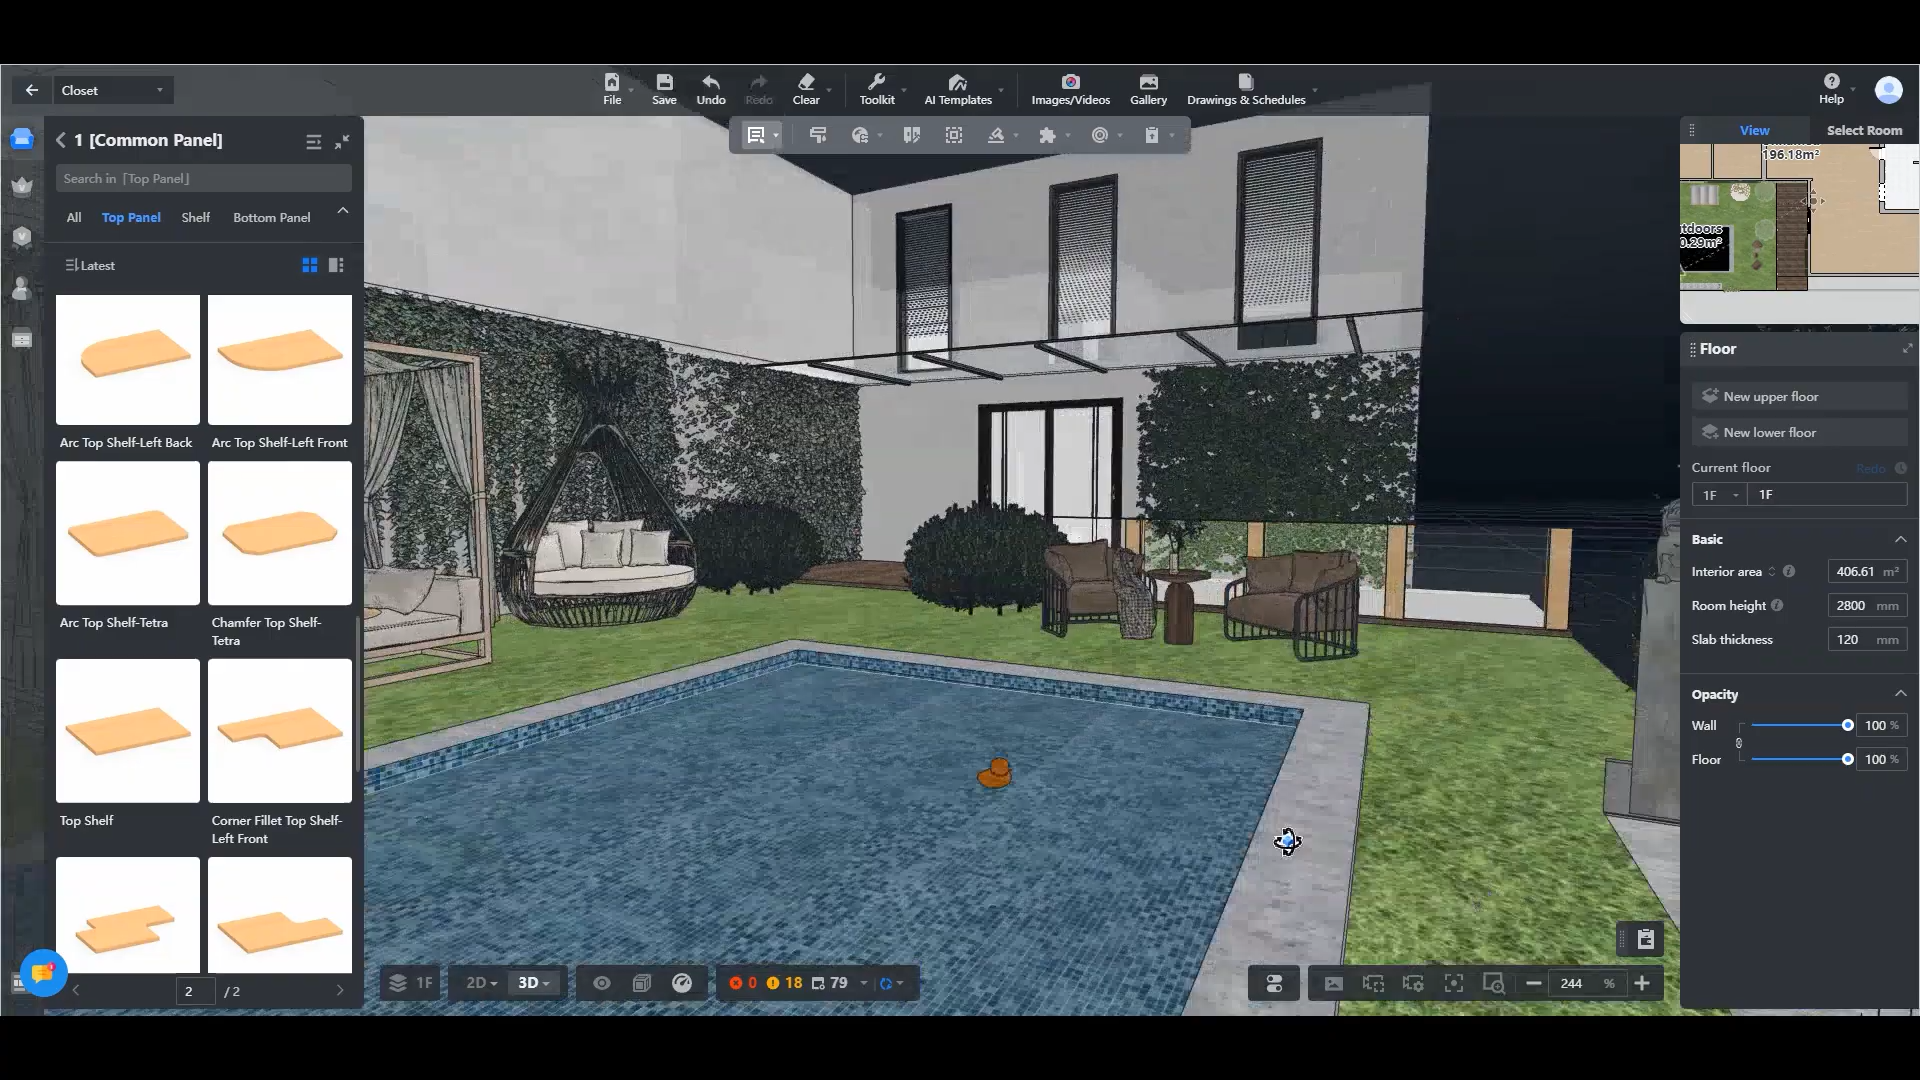 Closet
File
Save
Undo
Redo
Clear
Toolkit
AI Templates
Images/Videos
Gallery
Drawings & Schedules
Help
1 [Common Panel]
Search in [Top Panel]
All
Top Panel
Shelf
Bottom Panel
Latest
Arc Top Shelf-Left Back
Arc Top Shelf-Left Front
Arc Top Shelf-Tetra
Chamfer Top Shelf-
Tetra
Top Shelf
Corner Fillet Top Shelf-
Left Front
2 / 2
1F
2D
3D
0
18
79
244 %
View
Select Room
196.18m²
Floor
New upper floor
New lower floor
Current floor
Redo
1F
1F
Basic
Interior area
406.61 m²
Room height
2800 mm
Slab thickness
120 mm
Opacity
Wall
100 %
Floor
100 %